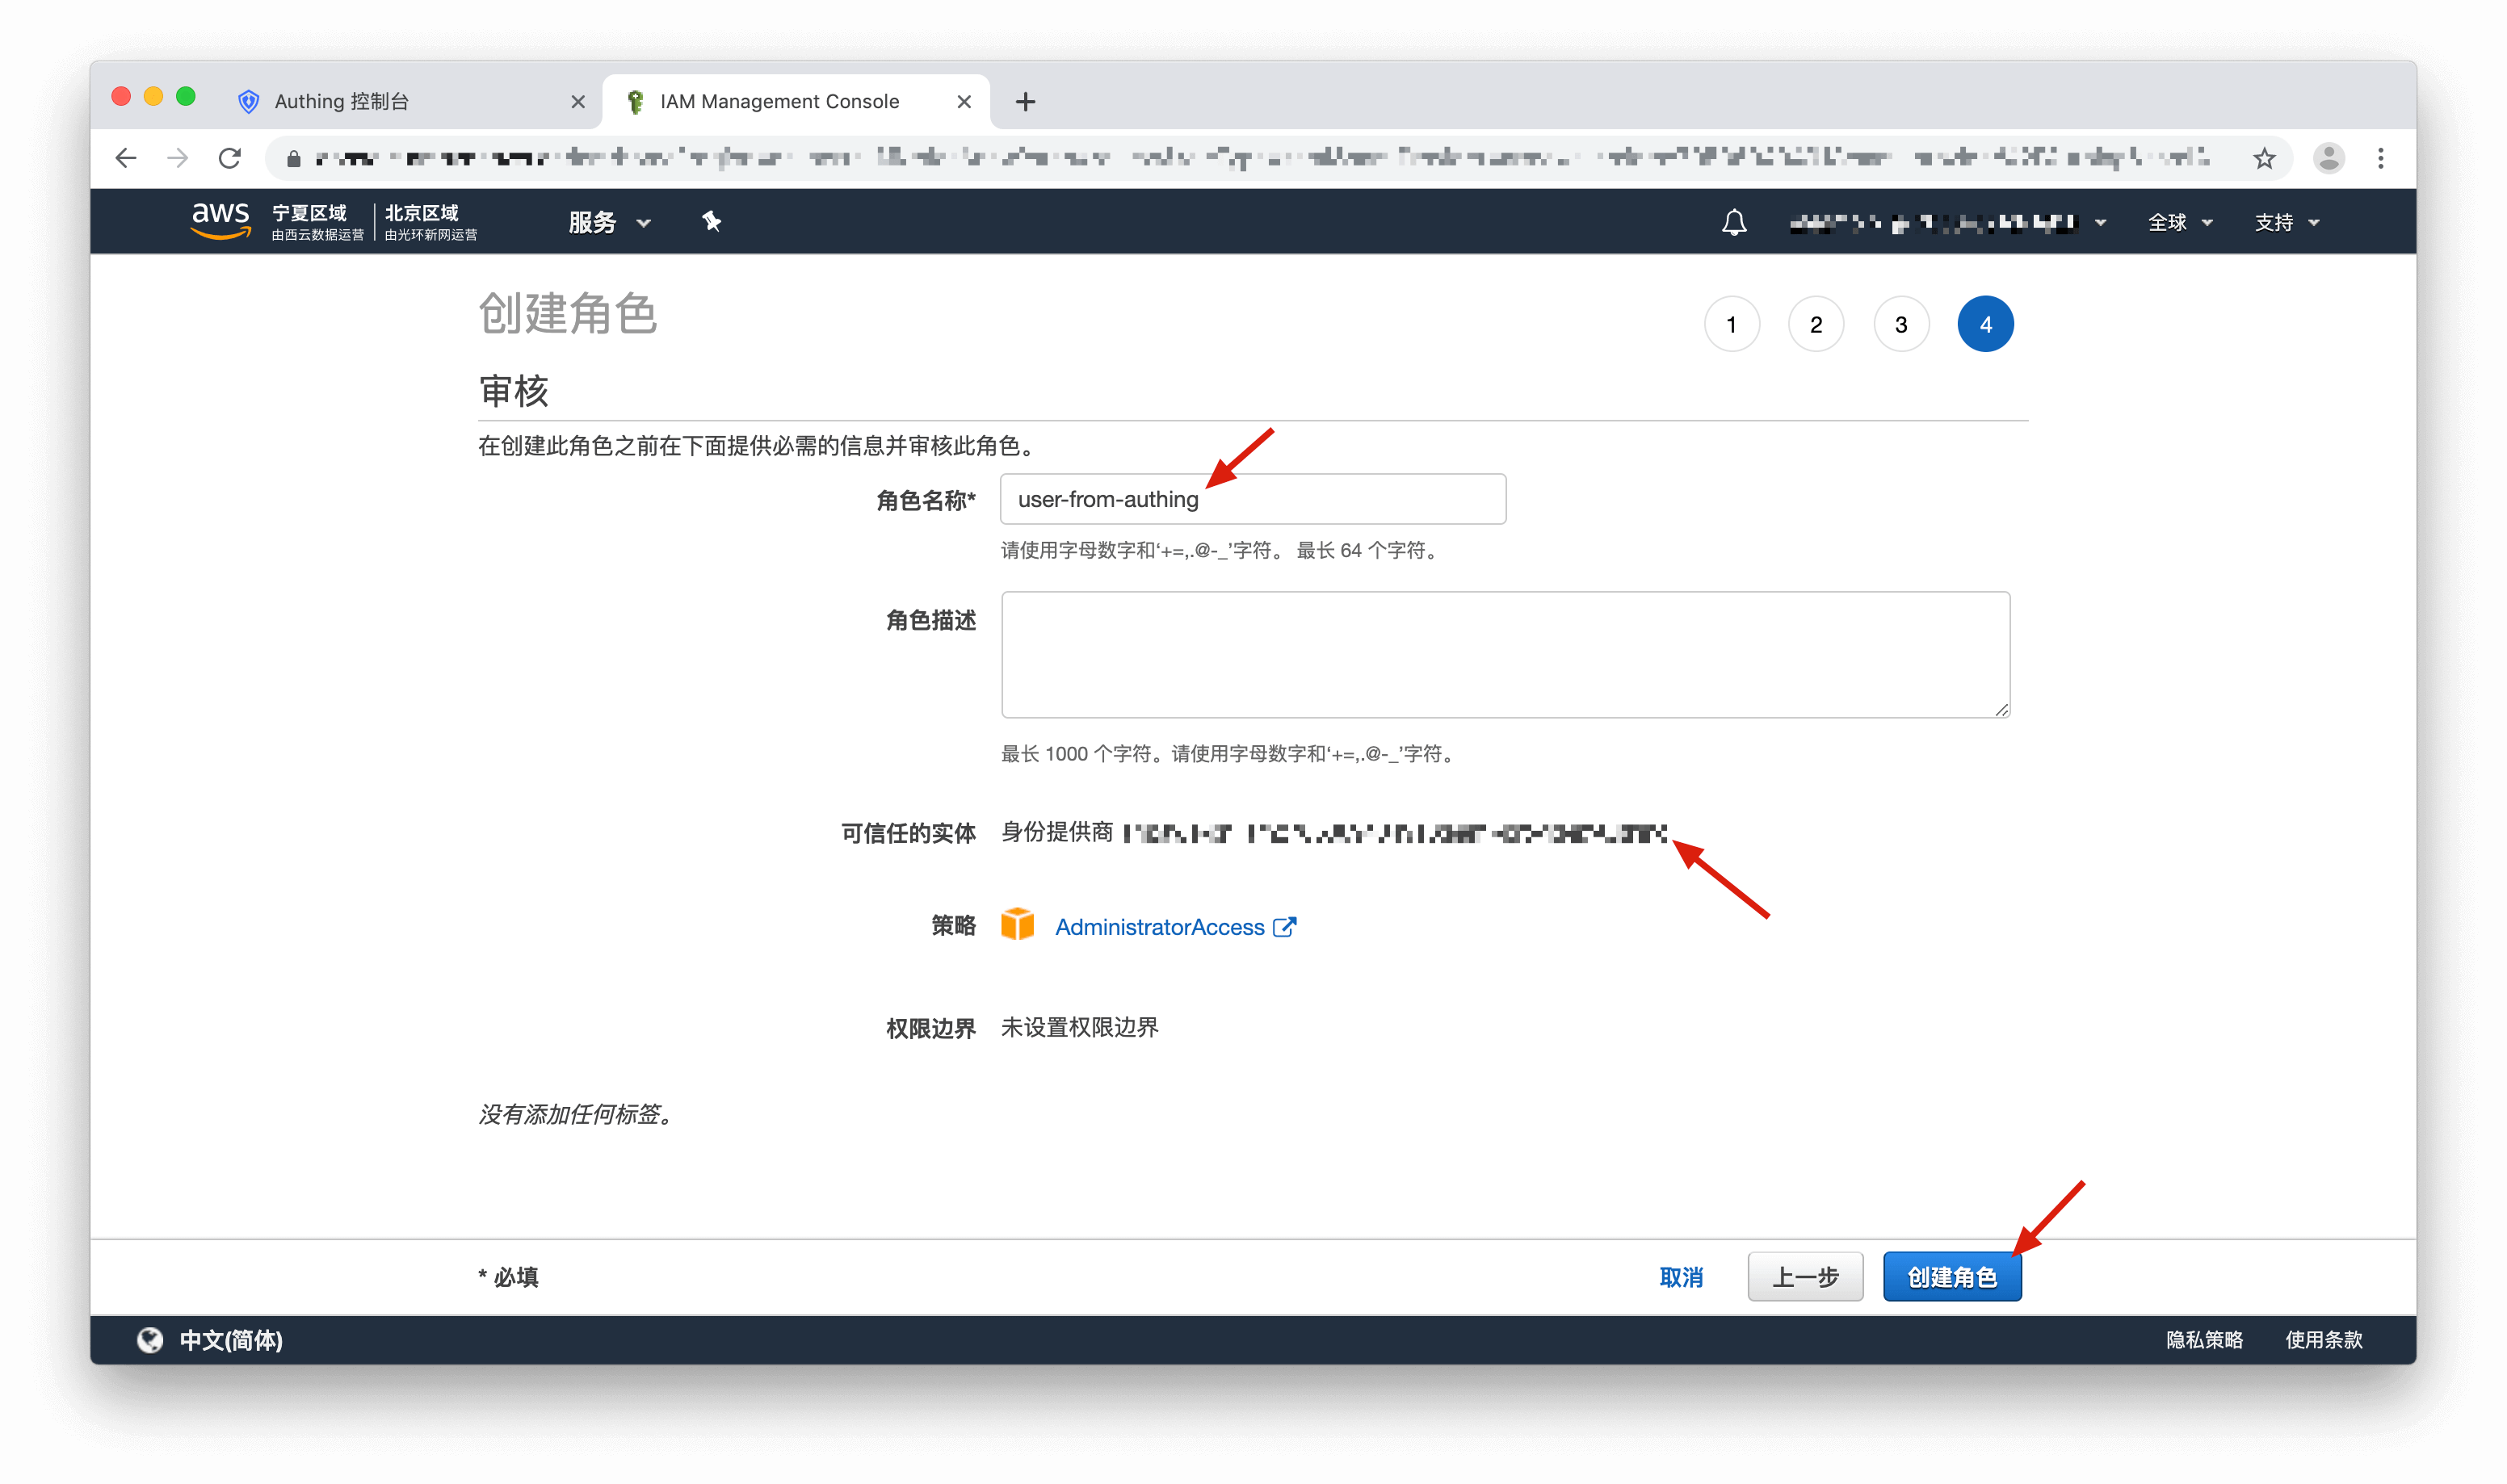 Authing 控制台
IAM Management Console
aws
宁夏区域
由西云数据运营
北京区域
由光环新网运营
服务
全球
支持
创建角色
1 2 3 4
审核
在创建此角色之前在下面提供必需的信息并审核此角色。
角色名称*
user-from-authing
请使用字母数字和‘+=,.@-_’字符。 最长 64 个字符。
角色描述
最长 1000 个字符。请使用字母数字和‘+=,.@-_’字符。
可信任的实体 身份提供商
策略 AdministratorAccess
权限边界 未设置权限边界
没有添加任何标签。
* 必填
取消 上一步 创建角色
中文(简体)
隐私策略 使用条款